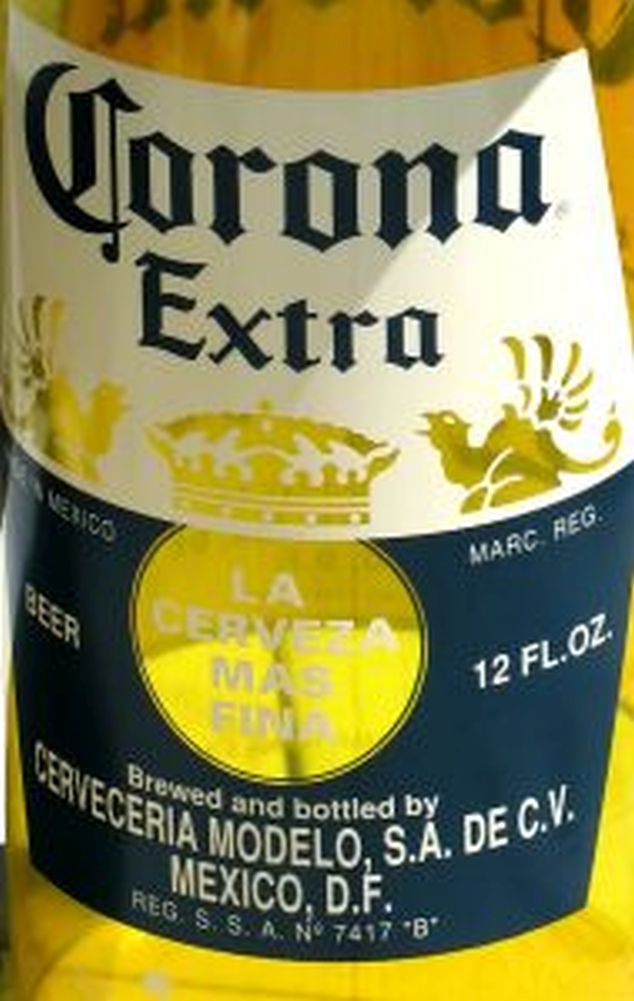 Corona
Extra
MEXICO
MARC. REG.
BEER
LA
CERVEZA
MAS
FINA
12 FL.OZ.
Brewed and bottled by
CERVECERIA MODELO, S.A. DE C.V.
MEXICO, D.F.
REG. S. S. A. Nº 7417 "B"